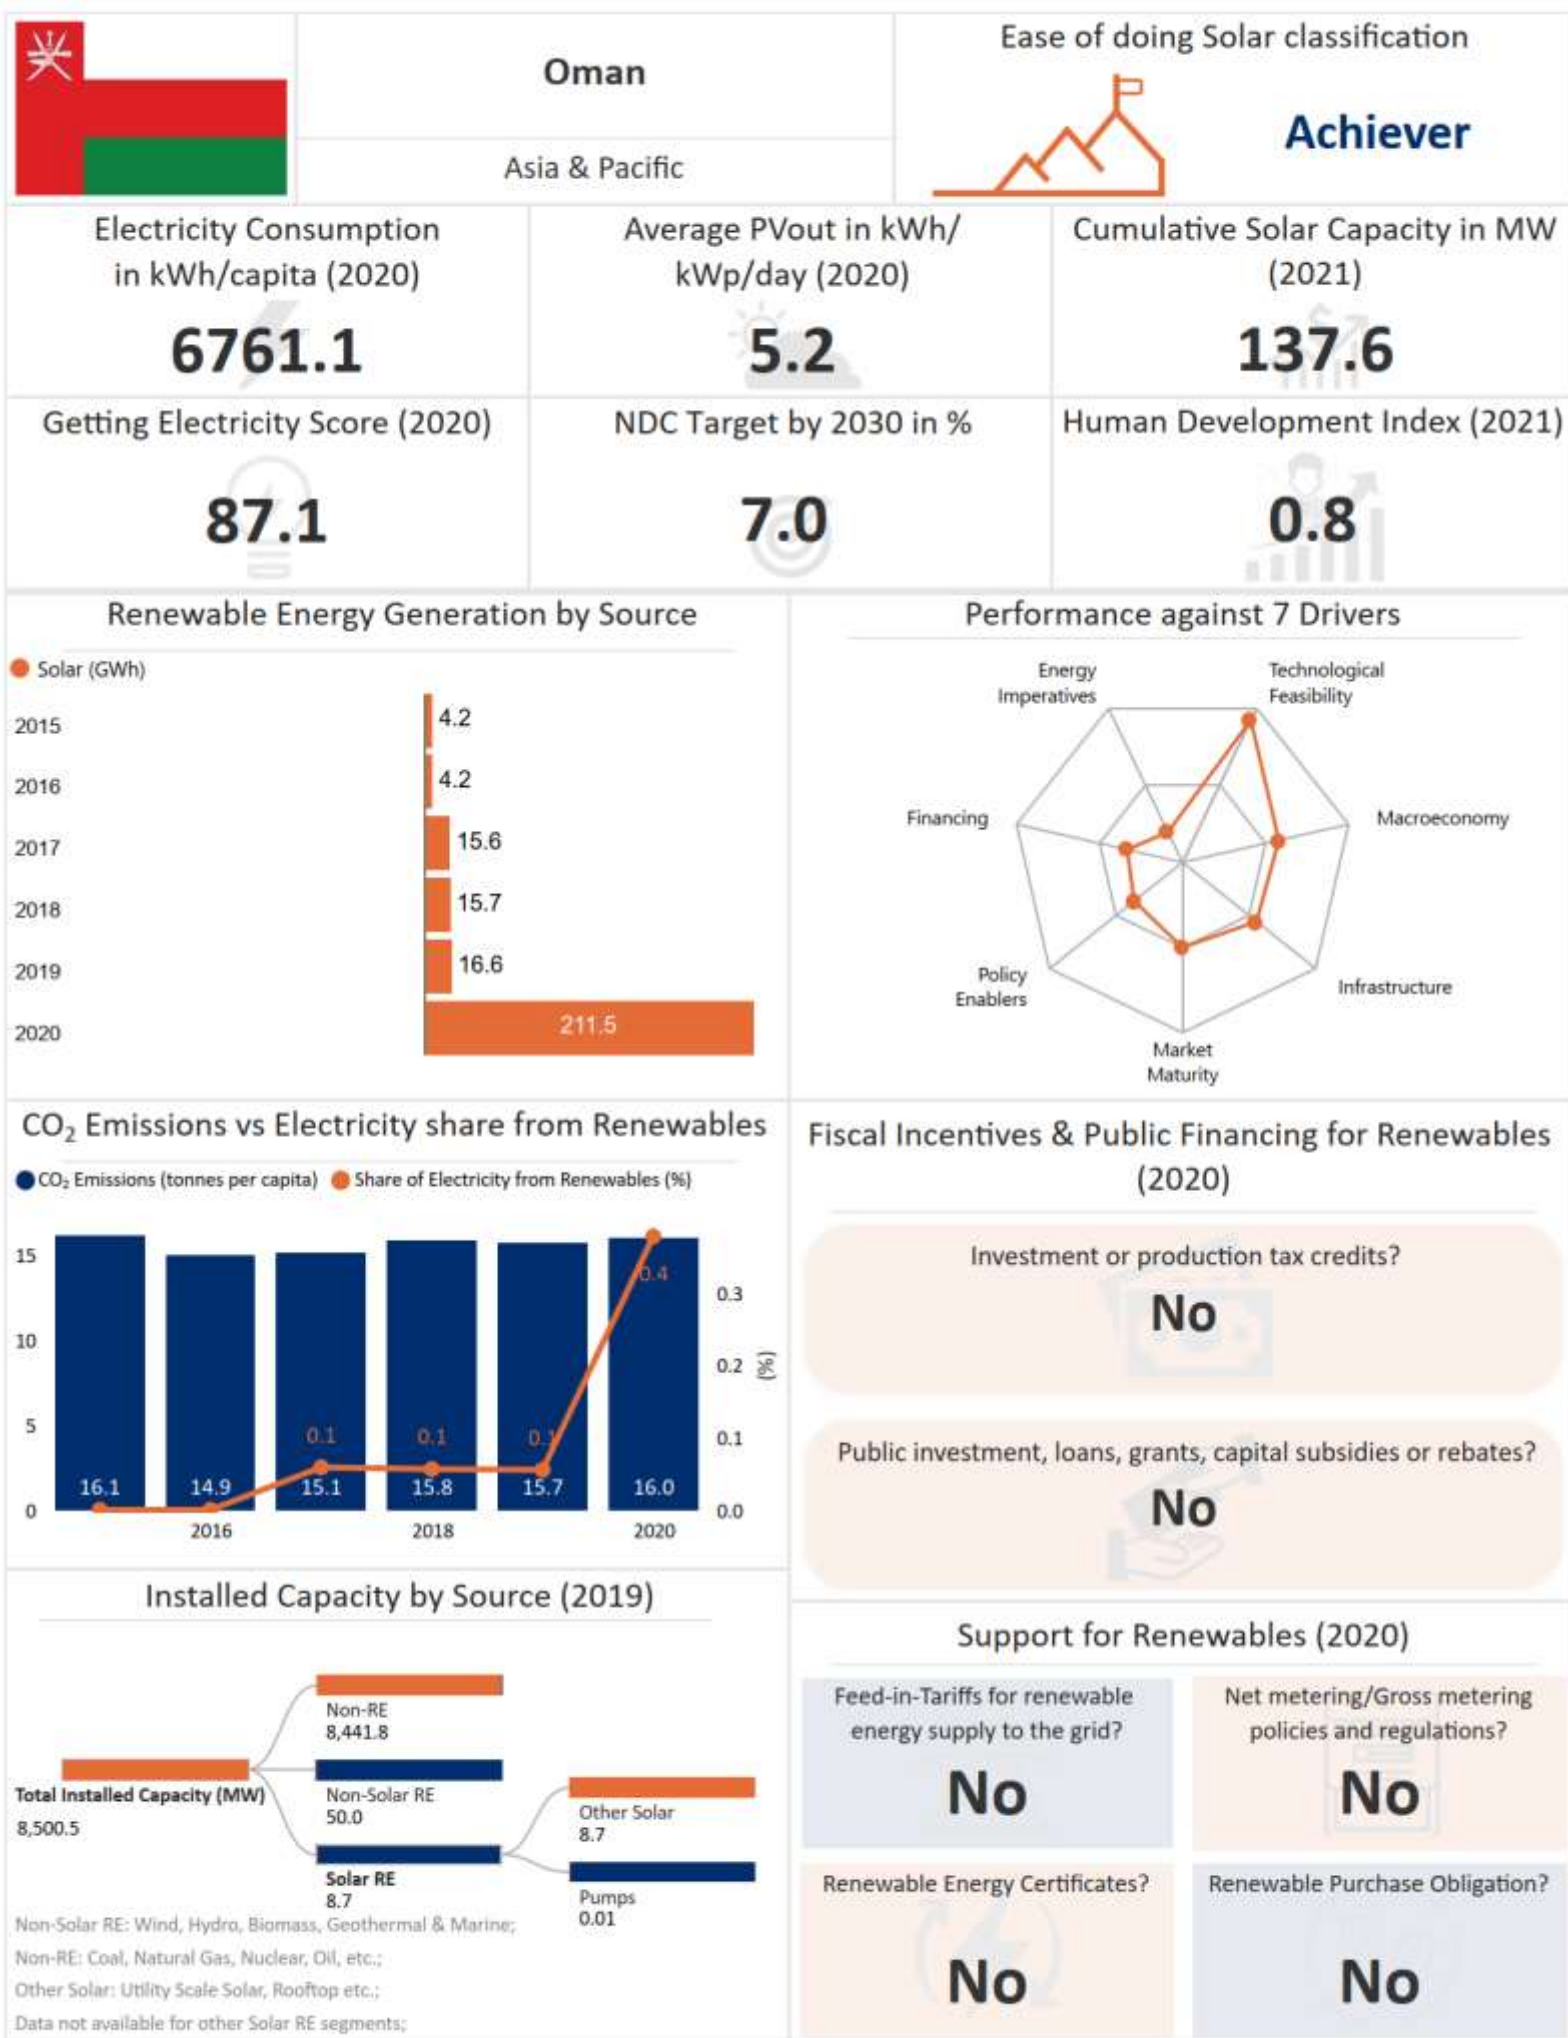 Oman
Asia & Pacific
Ease of doing Solar classification
Achiever
Electricity Consumption
in kWh/capita (2020)
6761.1
Average PVout in kWh/
kWp/day (2020)
5.2
Cumulative Solar Capacity in MW
(2021)
137.6
Getting Electricity Score (2020)
87.1
NDC Target by 2030 in %
7.0
Human Development Index (2021)
0.8
Renewable Energy Generation by Source
Solar (GWh)
2015 4.2
2016 4.2
2017 15.6
2018 15.7
2019 16.6
2020 211.5
Performance against 7 Drivers
Energy
Imperatives
Technological
Feasibility
Financing
Macroeconomy
Policy
Enablers
Infrastructure
Market
Maturity
CO₂ Emissions vs Electricity share from Renewables
CO₂ Emissions (tonnes per capita) Share of Electricity from Renewables (%)
15
10
5
0
0.4
0.1 0.1 0.1
16.1 14.9 15.1 15.8 15.7 16.0
0.3
0.2
0.1
0.0
(%)
2016 2018 2020
Fiscal Incentives & Public Financing for Renewables
(2020)
Investment or production tax credits?
No
Public investment, loans, grants, capital subsidies or rebates?
No
Installed Capacity by Source (2019)
Total Installed Capacity (MW)
8,500.5
Non-RE
8,441.8
Non-Solar RE
50.0
Solar RE
8.7
Other Solar
8.7
Pumps
0.01
Non-Solar RE: Wind, Hydro, Biomass, Geothermal & Marine;
Non-RE: Coal, Natural Gas, Nuclear, Oil, etc.;
Other Solar: Utility Scale Solar, Rooftop etc.;
Data not available for other Solar RE segments;
Support for Renewables (2020)
Feed-in-Tariffs for renewable
energy supply to the grid?
No
Net metering/Gross metering
policies and regulations?
No
Renewable Energy Certificates?
No
Renewable Purchase Obligation?
No